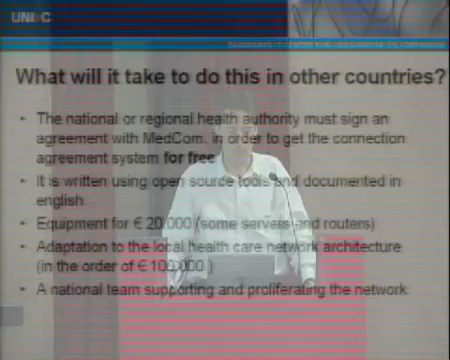 UNI C
What will it take to do this in other countries?
• The national or regional health authority must sign an
agreement with MedCom, in order to get the connection
agreement system for free
• It is written using open source tools and documented in
english
• Equipment for € 20.000 (some servers and routers)
• Adaptation to the local health care network architecture
(in the order of € 100.000 )
• A national team supporting and proliferating the network